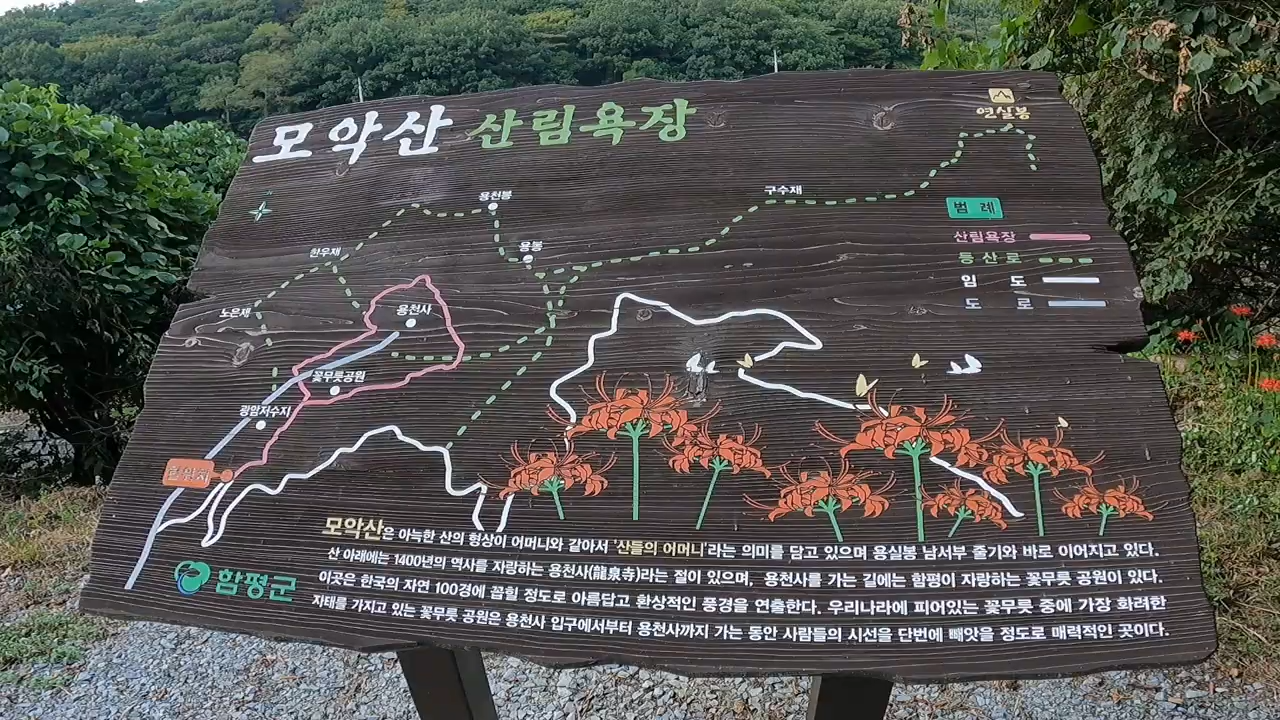 모악산 산림욕장
연실봉
구수재
용천봉
용봉
한우재
노은제
용천사
꽃무릇공원
광암저수지
현위치
범 례
산림욕장
등 산 로
임 도
도 로
모악산은 아늑한 산의 형상이 어머니와 같아서 '산들의 어머니'라는 의미를 담고 있으며 용실봉 남서부 줄기와 바로 이어지고 있다.
산 아래에는 1400년의 역사를 자랑하는 용천사(龍泉寺)라는 절이 있으며, 용천사를 가는 길에는 함평이 자랑하는 꽃무릇 공원이 있다.
이곳은 한국의 자연 100경에 꼽힐 정도로 아름답고 환상적인 풍경을 연출한다. 우리나라에 피어있는 꽃무릇 중에 가장 화려한
자태를 가지고 있는 꽃무릇 공원은 용천사 입구에서부터 용천사까지 가는 동안 사람들의 시선을 단번에 빼앗을 정도로 매력적인 곳이다.
함평군